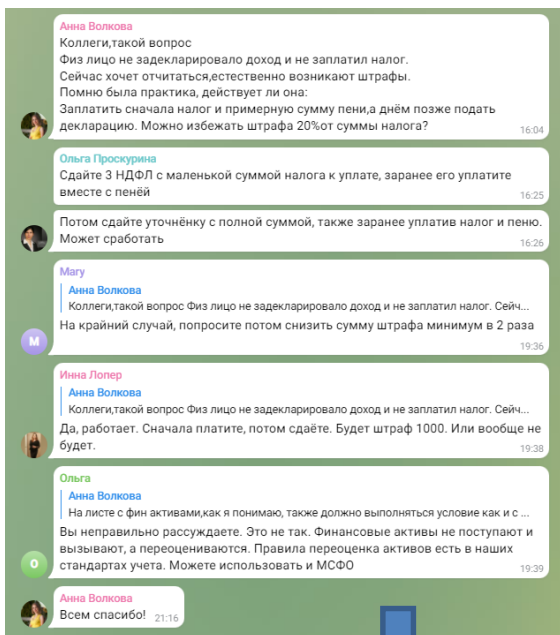 Анна Волкова
Коллеги,такой вопрос
Физ лицо не задекларировало доход и не заплатил налог.
Сейчас хочет отчитаться,естественно возникают штрафы.
Помню была практика, действует ли она:
Заплатить сначала налог и примерную сумму пени,а днём позже подать
декларацию. Можно избежать штрафа 20%от суммы налога?
16:04
Ольга Проскурина
Сдайте 3 НДФЛ с маленькой суммой налога к уплате, заранее его уплатите
вместе с пенёй
16:25
Потом сдайте уточнёнку с полной суммой, также заранее уплатив налог и пеню.
Может сработать
16:26
Mary
Анна Волкова
Коллеги,такой вопрос Физ лицо не задекларировало доход и не заплатил налог. Сейч...
На крайний случай, попросите потом снизить сумму штрафа минимум в 2 раза
M
19:36
Инна Лопер
Анна Волкова
Коллеги,такой вопрос Физ лицо не задекларировало доход и не заплатил налог. Сейч...
Да, работает. Сначала платите, потом сдаёте. Будет штраф 1000. Или вообще не
будет.
19:38
Ольга
Анна Волкова
На листе с фин активами,как я понимаю, также должно выполняться условие как и с ...
Вы неправильно рассуждаете. Это не так. Финансовые активы не поступают и
вызывают, а переоцениваются. Правила переоценка активов есть в наших
стандартах учета. Можете использовать и МСФО
О
19:39
Анна Волкова
Всем спасибо! 21:16